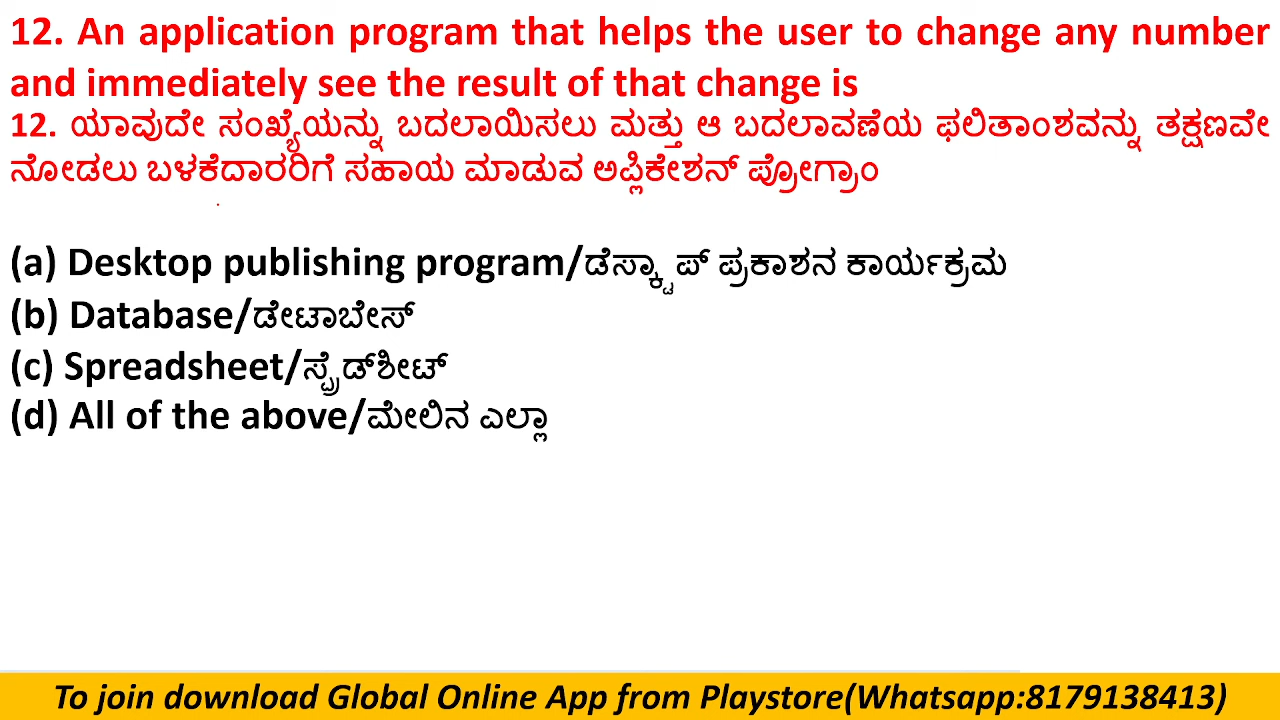 12. An application program that helps the user to change any number
and immediately see the result of that change is
12. ಯಾವುದೇ ಸಂಖ್ಯೆಯನ್ನು ಬದಲಾಯಿಸಲು ಮತ್ತು ಆ ಬದಲಾವಣೆಯ ಫಲಿತಾಂಶವನ್ನು ತಕ್ಷಣವೇ
ನೋಡಲು ಬಳಕೆದಾರರಿಗೆ ಸಹಾಯ ಮಾಡುವ ಅಪ್ಲಿಕೇಶನ್ ಪ್ರೋಗ್ರಾಂ
(a) Desktop publishing program/ಡೆಸ್ಕ್ಟಾಪ್ ಪ್ರಕಾಶನ ಕಾರ್ಯಕ್ರಮ
(b) Database/ಡೇಟಾಬೇಸ್
(c) Spreadsheet/ಸ್ಪ್ರೆಡ್‌ಶೀಟ್
(d) All of the above/ಮೇಲಿನ ಎಲ್ಲಾ
To join download Global Online App from Playstore(Whatsapp:8179138413)